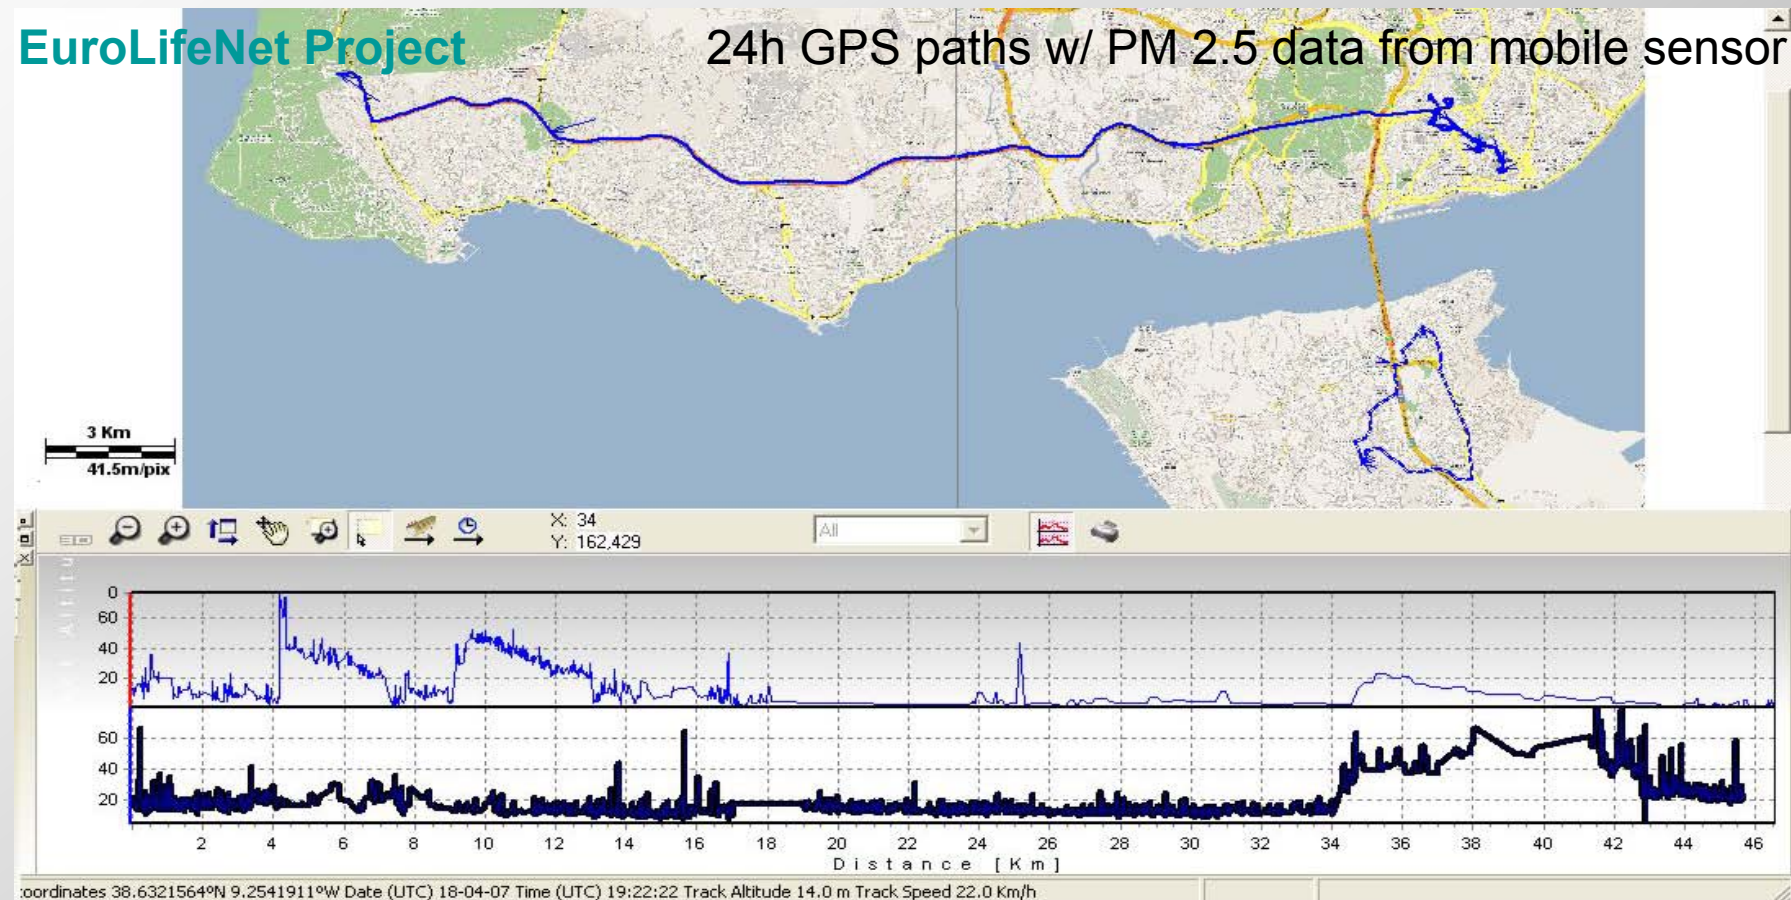 EuroLifeNet Project
24h GPS paths w/ PM 2.5 data from mobile sensor
3 Km
41.5m/pix
X: 34
Y: 162,429
All
Altitu
0
60
40
20
60
40
20
2 4 6 8 10 12 14 16 18 20 22 24 26 28 30 32 34 36 38 40 42 44 46
Distance [Km]
coordinates 38.6321564ºN 9.2541911ºW Date (UTC) 18-04-07 Time (UTC) 19:22:22 Track Altitude 14.0 m Track Speed 22.0 Km/h